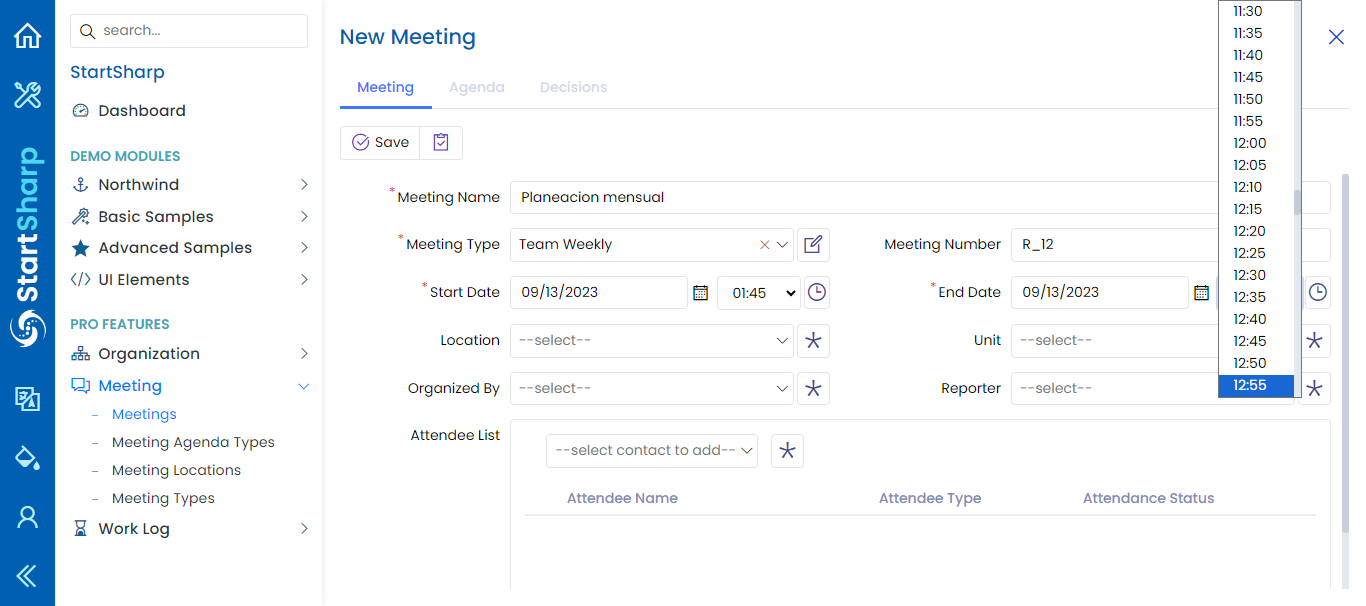 search...
StartSharp
StartSharp
Dashboard
DEMO MODULES
Northwind
Basic Samples
Advanced Samples
UI Elements
PRO FEATURES
Organization
Meeting
Meetings
Meeting Agenda Types
Meeting Locations
Meeting Types
Work Log
New Meeting
Meeting Agenda Decisions
Save
*Meeting Name Planeacion mensual
*Meeting Type Team Weekly Meeting Number R_12
*Start Date 09/13/2023 01:45 *End Date 09/13/2023
Location --select-- Unit --select--
Organized By --select-- Reporter --select--
Attendee List --select contact to add--
Attendee Name Attendee Type Attendance Status
11:30
11:35
11:40
11:45
11:50
11:55
12:00
12:05
12:10
12:15
12:20
12:25
12:30
12:35
12:40
12:45
12:50
12:55